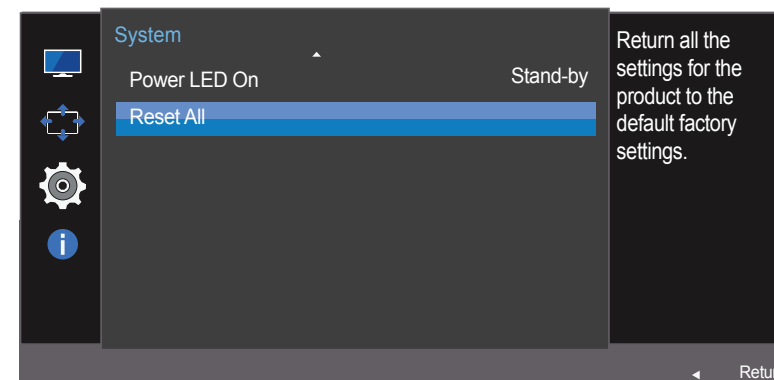 System
Power LED On Stand-by
Reset All
Return all the
settings for the
product to the
default factory
settings.
i
Retu